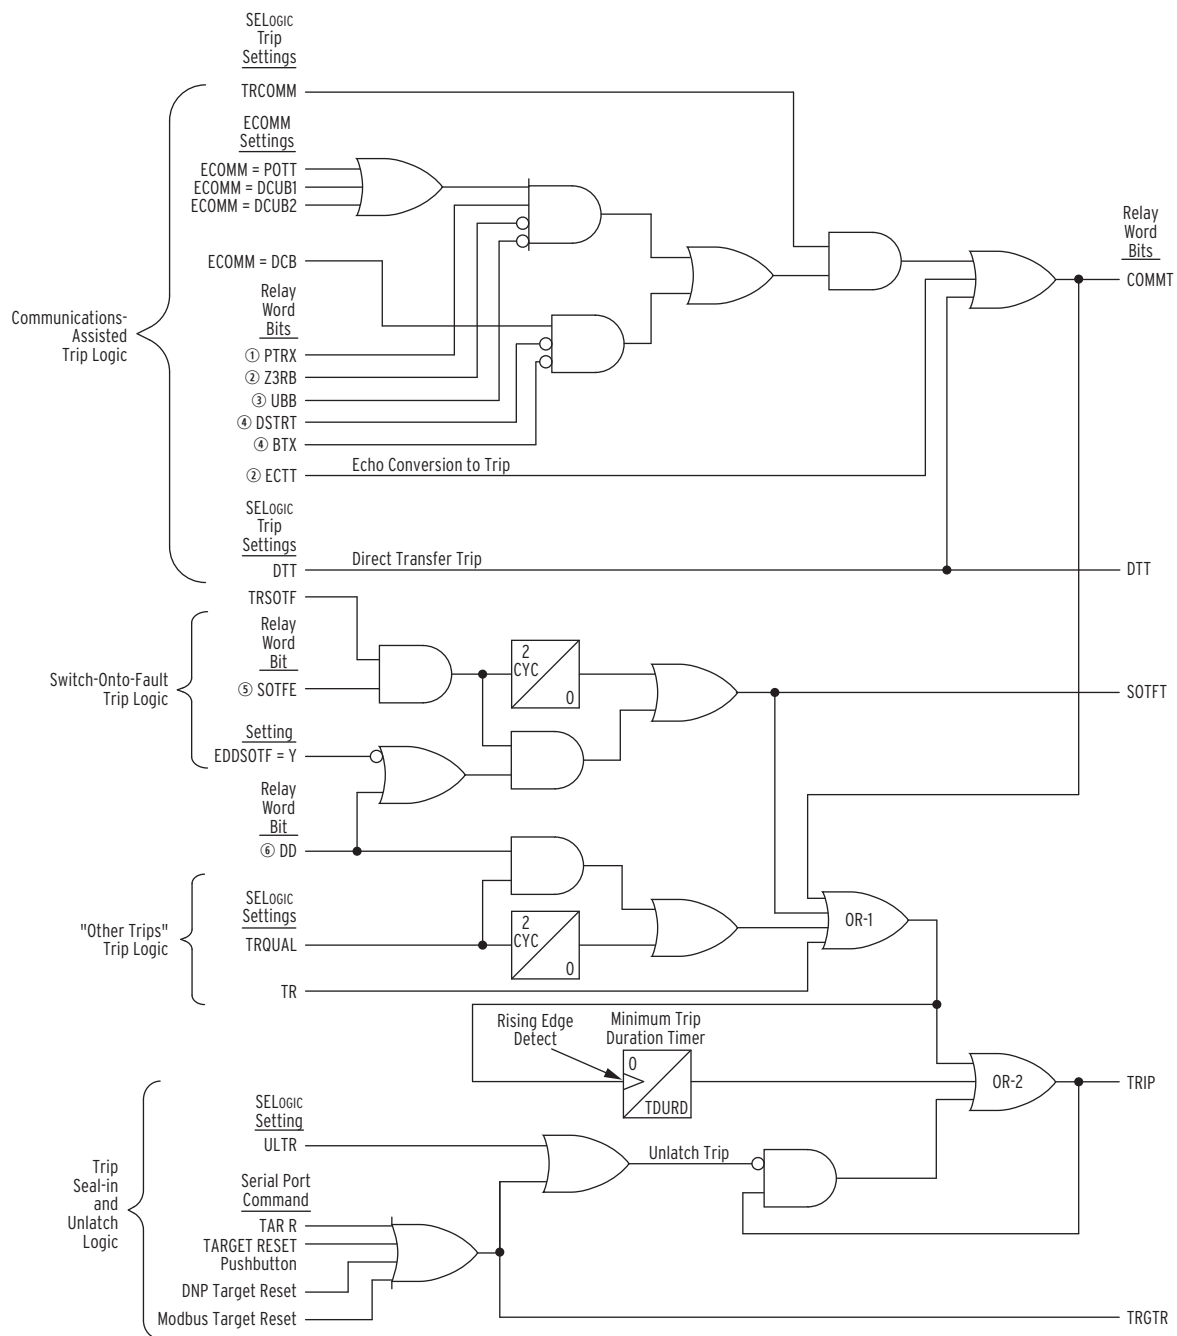 SELOGIC
Trip
Settings
TRCOMM
ECOMM
Settings
ECOMM = POTT
ECOMM = DCUB1
ECOMM = DCUB2
ECOMM = DCB
Relay
Word
Bits
Communications-
Assisted
Trip Logic
① PTRX
② Z3RB
③ UBB
④ DSTRT
④ BTX
② ECTT
Echo Conversion to Trip
Relay
Word
Bits
COMMT
SELOGIC
Trip
Settings
DTT
Direct Transfer Trip
DTT
TRSOTF
Relay
Word
Bit
⑤ SOTFE
Switch-Onto-Fault
Trip Logic
2
CYC
0
SOTFT
Setting
EDDSOTF = Y
Relay
Word
Bit
⑥ DD
SELOGIC
Settings
TRQUAL
"Other Trips"
Trip Logic
2
CYC
0
TR
OR-1
Rising Edge
Detect
Minimum Trip
Duration Timer
0
TDURD
OR-2
TRIP
SELOGIC
Setting
ULTR
Unlatch Trip
Trip
Seal-in
and
Unlatch
Logic
Serial Port
Command
TAR R
TARGET RESET
Pushbutton
DNP Target Reset
Modbus Target Reset
TRGTR